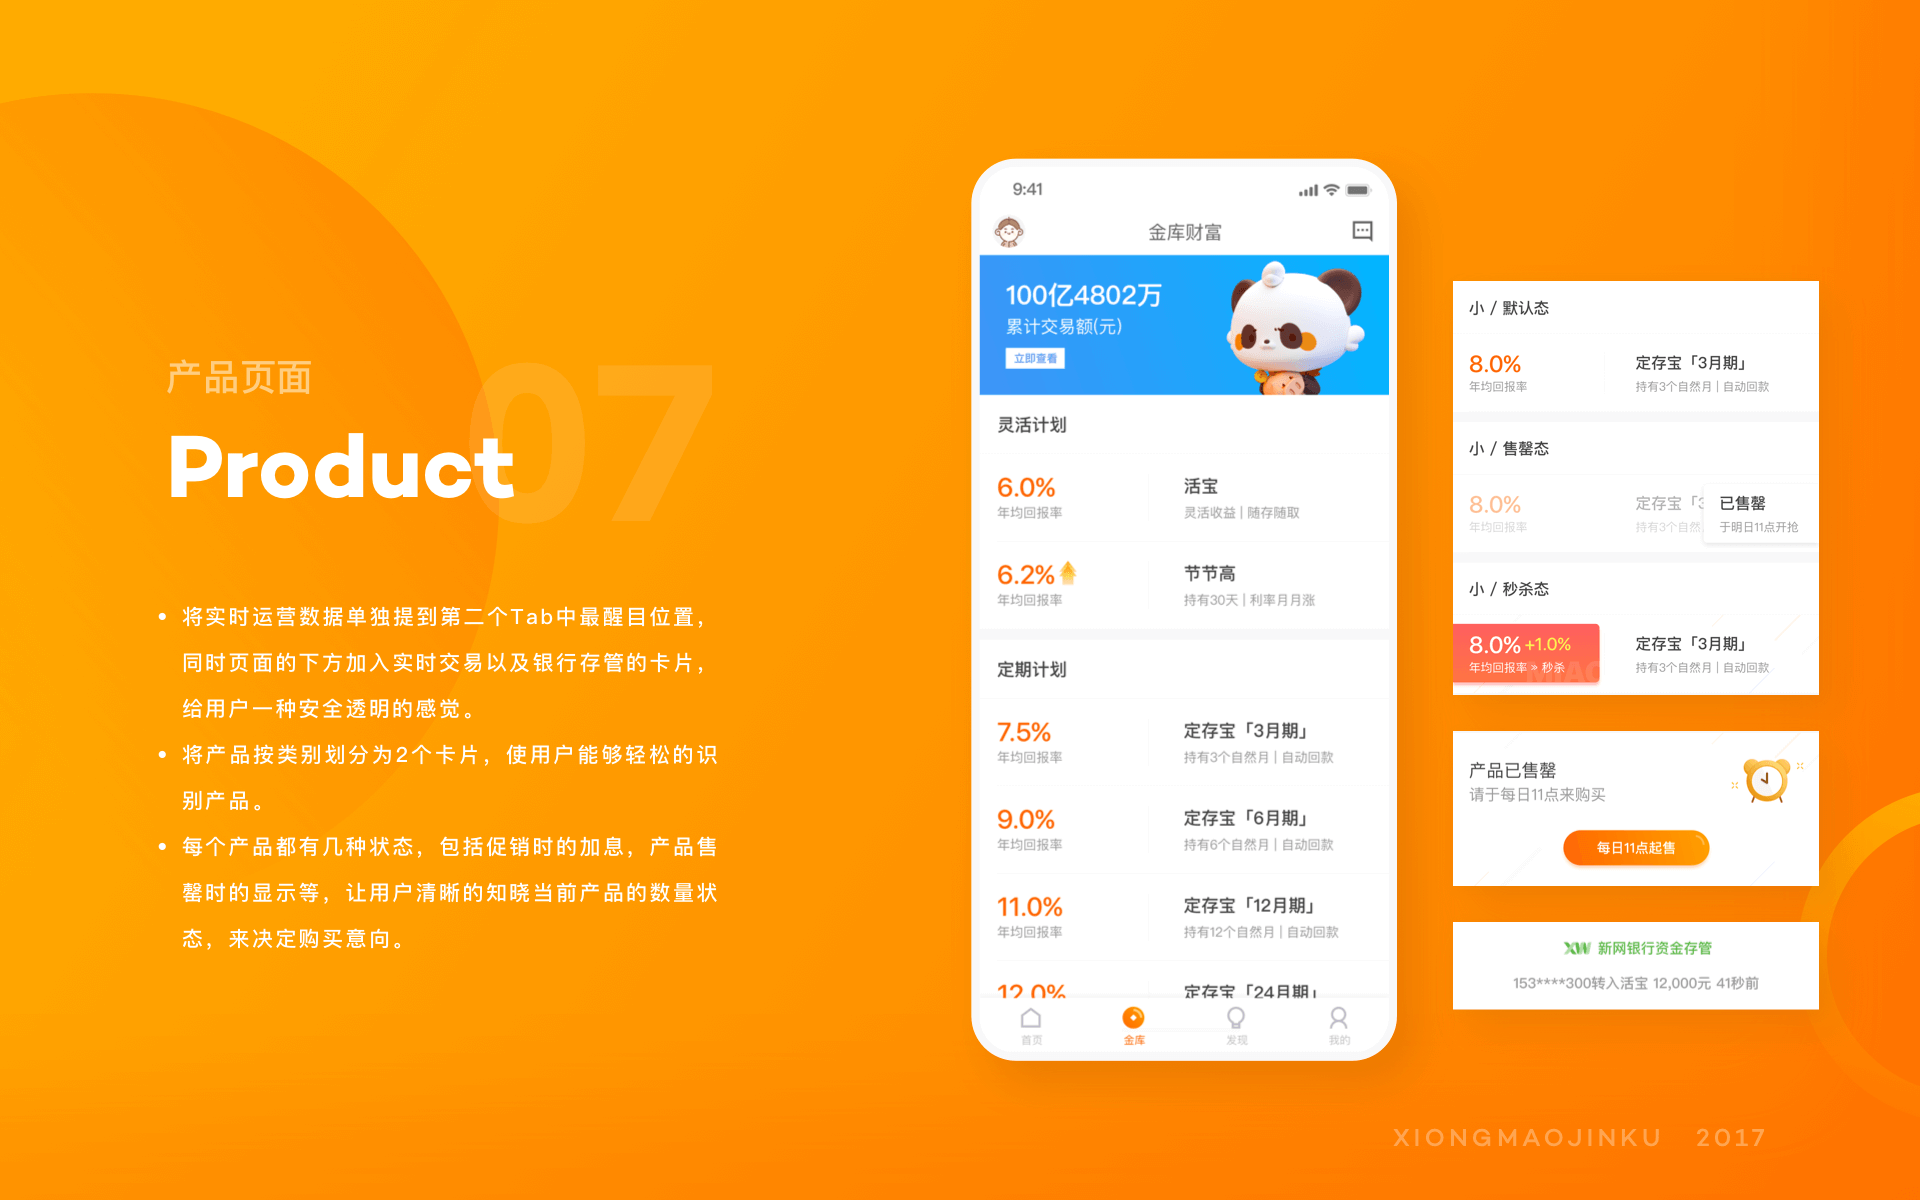 产品页面
07
Product
• 将实时运营数据单独提到第二个Tab中最醒目位置，
同时页面的下方加入实时交易以及银行存管的卡片，
给用户一种安全透明的感觉。
• 将产品按类别划分为2个卡片，使用户能够轻松的识
别产品。
• 每个产品都有几种状态，包括促销时的加息，产品售
罄时的显示等，让用户清晰的知晓当前产品的数量状
态，来决定购买意向。
9:41
金库财富
100亿4802万
累计交易额(元)
立即查看
灵活计划
6.0% 活宝
年均回报率 灵活收益 | 随存随取
6.2% 节节高
年均回报率 持有30天 | 利率月月涨
定期计划
7.5% 定存宝「3月期」
年均回报率 持有3个自然月 | 自动回款
9.0% 定存宝「6月期」
年均回报率 持有6个自然月 | 自动回款
11.0% 定存宝「12月期」
年均回报率 持有12个自然月 | 自动回款
12.0% 定存宝「24月期」
首页 金库 发现 我的
小 / 默认态
8.0% 定存宝「3月期」
年均回报率 持有3个自然月 | 自动回款
小 / 售罄态
8.0% 定存宝「3 已售罄
年均回报率 持有3个自然 于明日11点开抢
小 / 秒杀态
8.0% +1.0% 定存宝「3月期」
年均回报率 » 秒杀 持有3个自然月 | 自动回款
MIAO
产品已售罄
请于每日11点来购买
每日11点起售
XW 新网银行资金存管
153****300转入活宝 12,000元 41秒前
XIONGMAOJINKU 2017